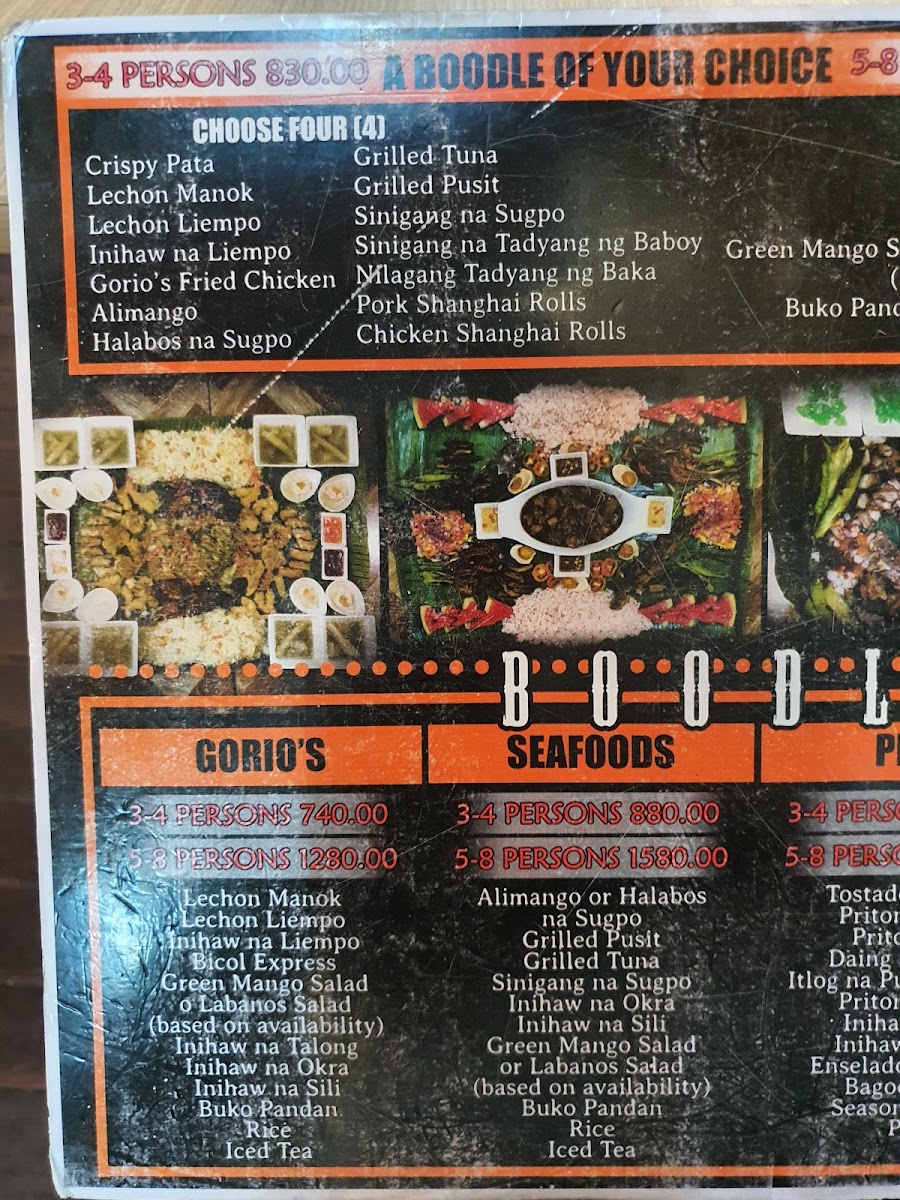 3-4 PERSONS 830.00 A BOODLE OF YOUR CHOICE 5-8
CHOOSE FOUR (4)
Crispy Pata
Lechon Manok
Lechon Liempo
Inihaw na Liempo
Gorio's Fried Chicken
Alimango
Halabos na Sugpo
Grilled Tuna
Grilled Pusit
Sinigang na Sugpo
Sinigang na Tadyang ng Baboy
Nilagang Tadyang ng Baka
Pork Shanghai Rolls
Chicken Shanghai Rolls
Green Mango S
(
Buko Pand
BOODL
GORIO'S
3-4 PERSONS 740.00
5-8 PERSONS 1280.00
Lechon Manok
Lechon Liempo
Inihaw na Liempo
Bicol Express
Green Mango Salad
o Labanos Salad
(based on availability)
Inihaw na Talong
Inihaw na Okra
Inihaw na Sili
Buko Pandan
Rice
Iced Tea
SEAFOODS
3-4 PERSONS 880.00
5-8 PERSONS 1580.00
Alimango or Halabos
na Sugpo
Grilled Pusit
Grilled Tuna
Sinigang na Sugpo
Inihaw na Okra
Inihaw na Sili
Green Mango Salad
or Labanos Salad
(based on availability)
Buko Pandan
Rice
Iced Tea
3-4 PERSO
5-8 PERSO
Tostad
Priton
Prito
Daing
Itlog na Pu
Priton
Iniha
Inihaw
Enselad
Bago
Season
P